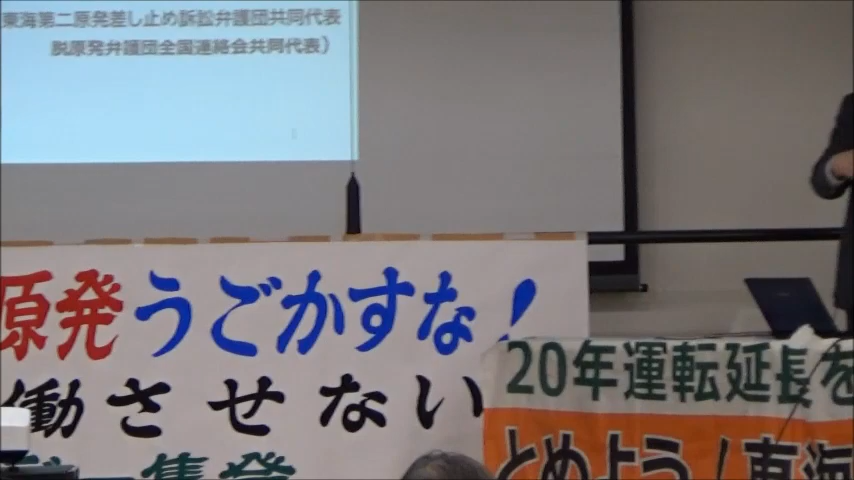 東海第二原発差し止め訴訟弁護団共同代表
脱原発弁護団全国連絡会共同代表）
原発うごかすな！
働させない
集発
20年運転延長を
とめよう！東海